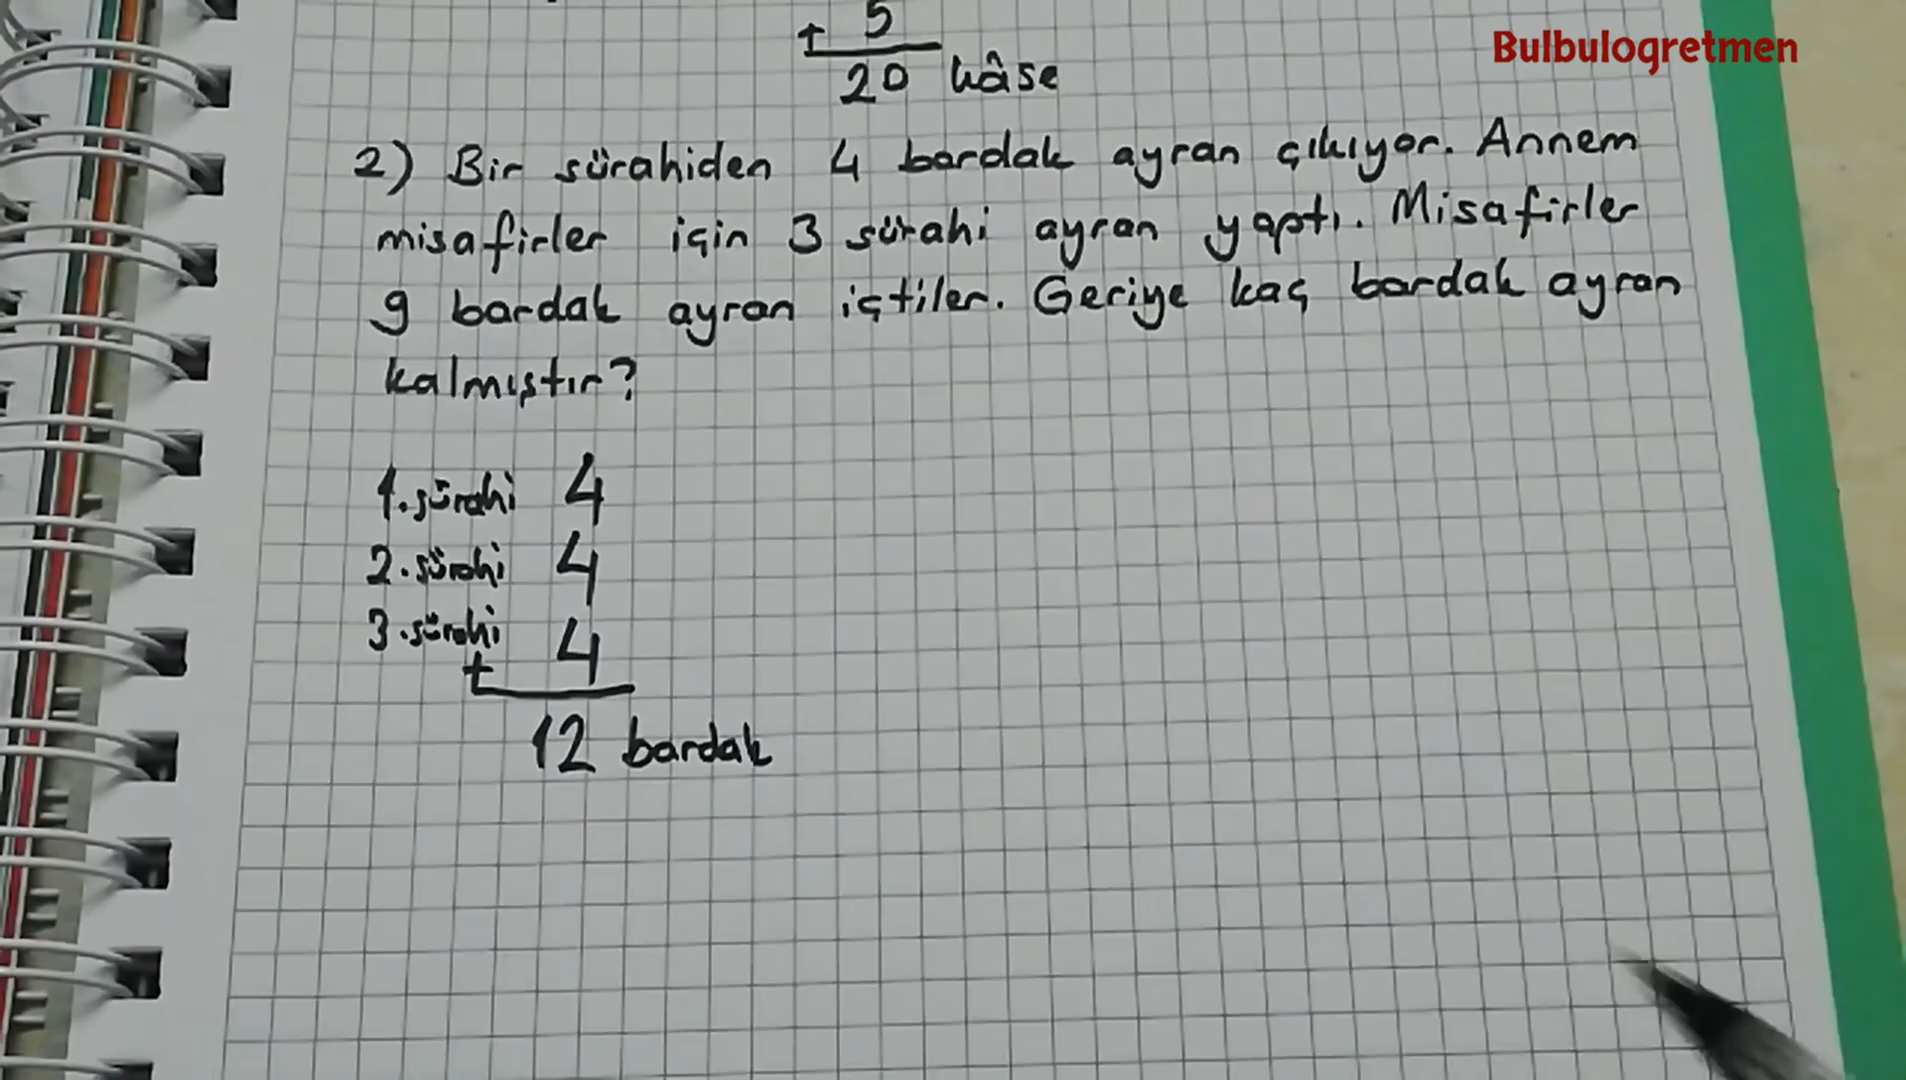 + 5
20 kâse
Bulbulogretmen
2) Bir sürahiden 4 bardak ayran çıkıyor. Annem
misafirler için 3 sürahi ayran yaptı. Misafirler
9 bardak ayran içtiler. Geriye kaç bardak ayran
kalmıştır?
1. sürahi 4
2. sürahi 4
3. sürahi 4
+
12 bardak